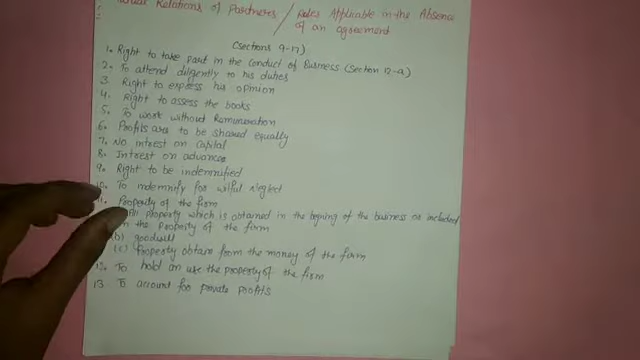 Relations of Partners / Rules Applicable in the Absence
of an agreement
(Sections 9-17)
1. Right to take part in the conduct of Business (Section 12-a)
2. To attend diligently to his duties
3. Right to express his opinion
4. Right to assess the books
5. To work without Remuneration
6. Profits are to be shared equally
7. No intrest on Capital
8. Intrest on advances
9. Right to be indemnified
10. To indemnify for wilful neglect
11. Property of the firm
All property which is obtained in the of the business or included
in the property of the firm
(b) goodwill
(c) Property obtain from the money of the firm
12. To hold an use the property of the firm
13. To account for private profits